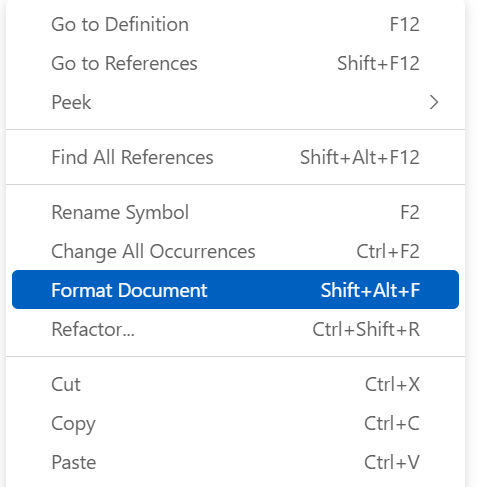 Go to Definition F12
Go to References Shift+F12
Peek
Find All References Shift+Alt+F12
Rename Symbol F2
Change All Occurrences Ctrl+F2
Format Document Shift+Alt+F
Refactor... Ctrl+Shift+R
Cut Ctrl+X
Copy Ctrl+C
Paste Ctrl+V